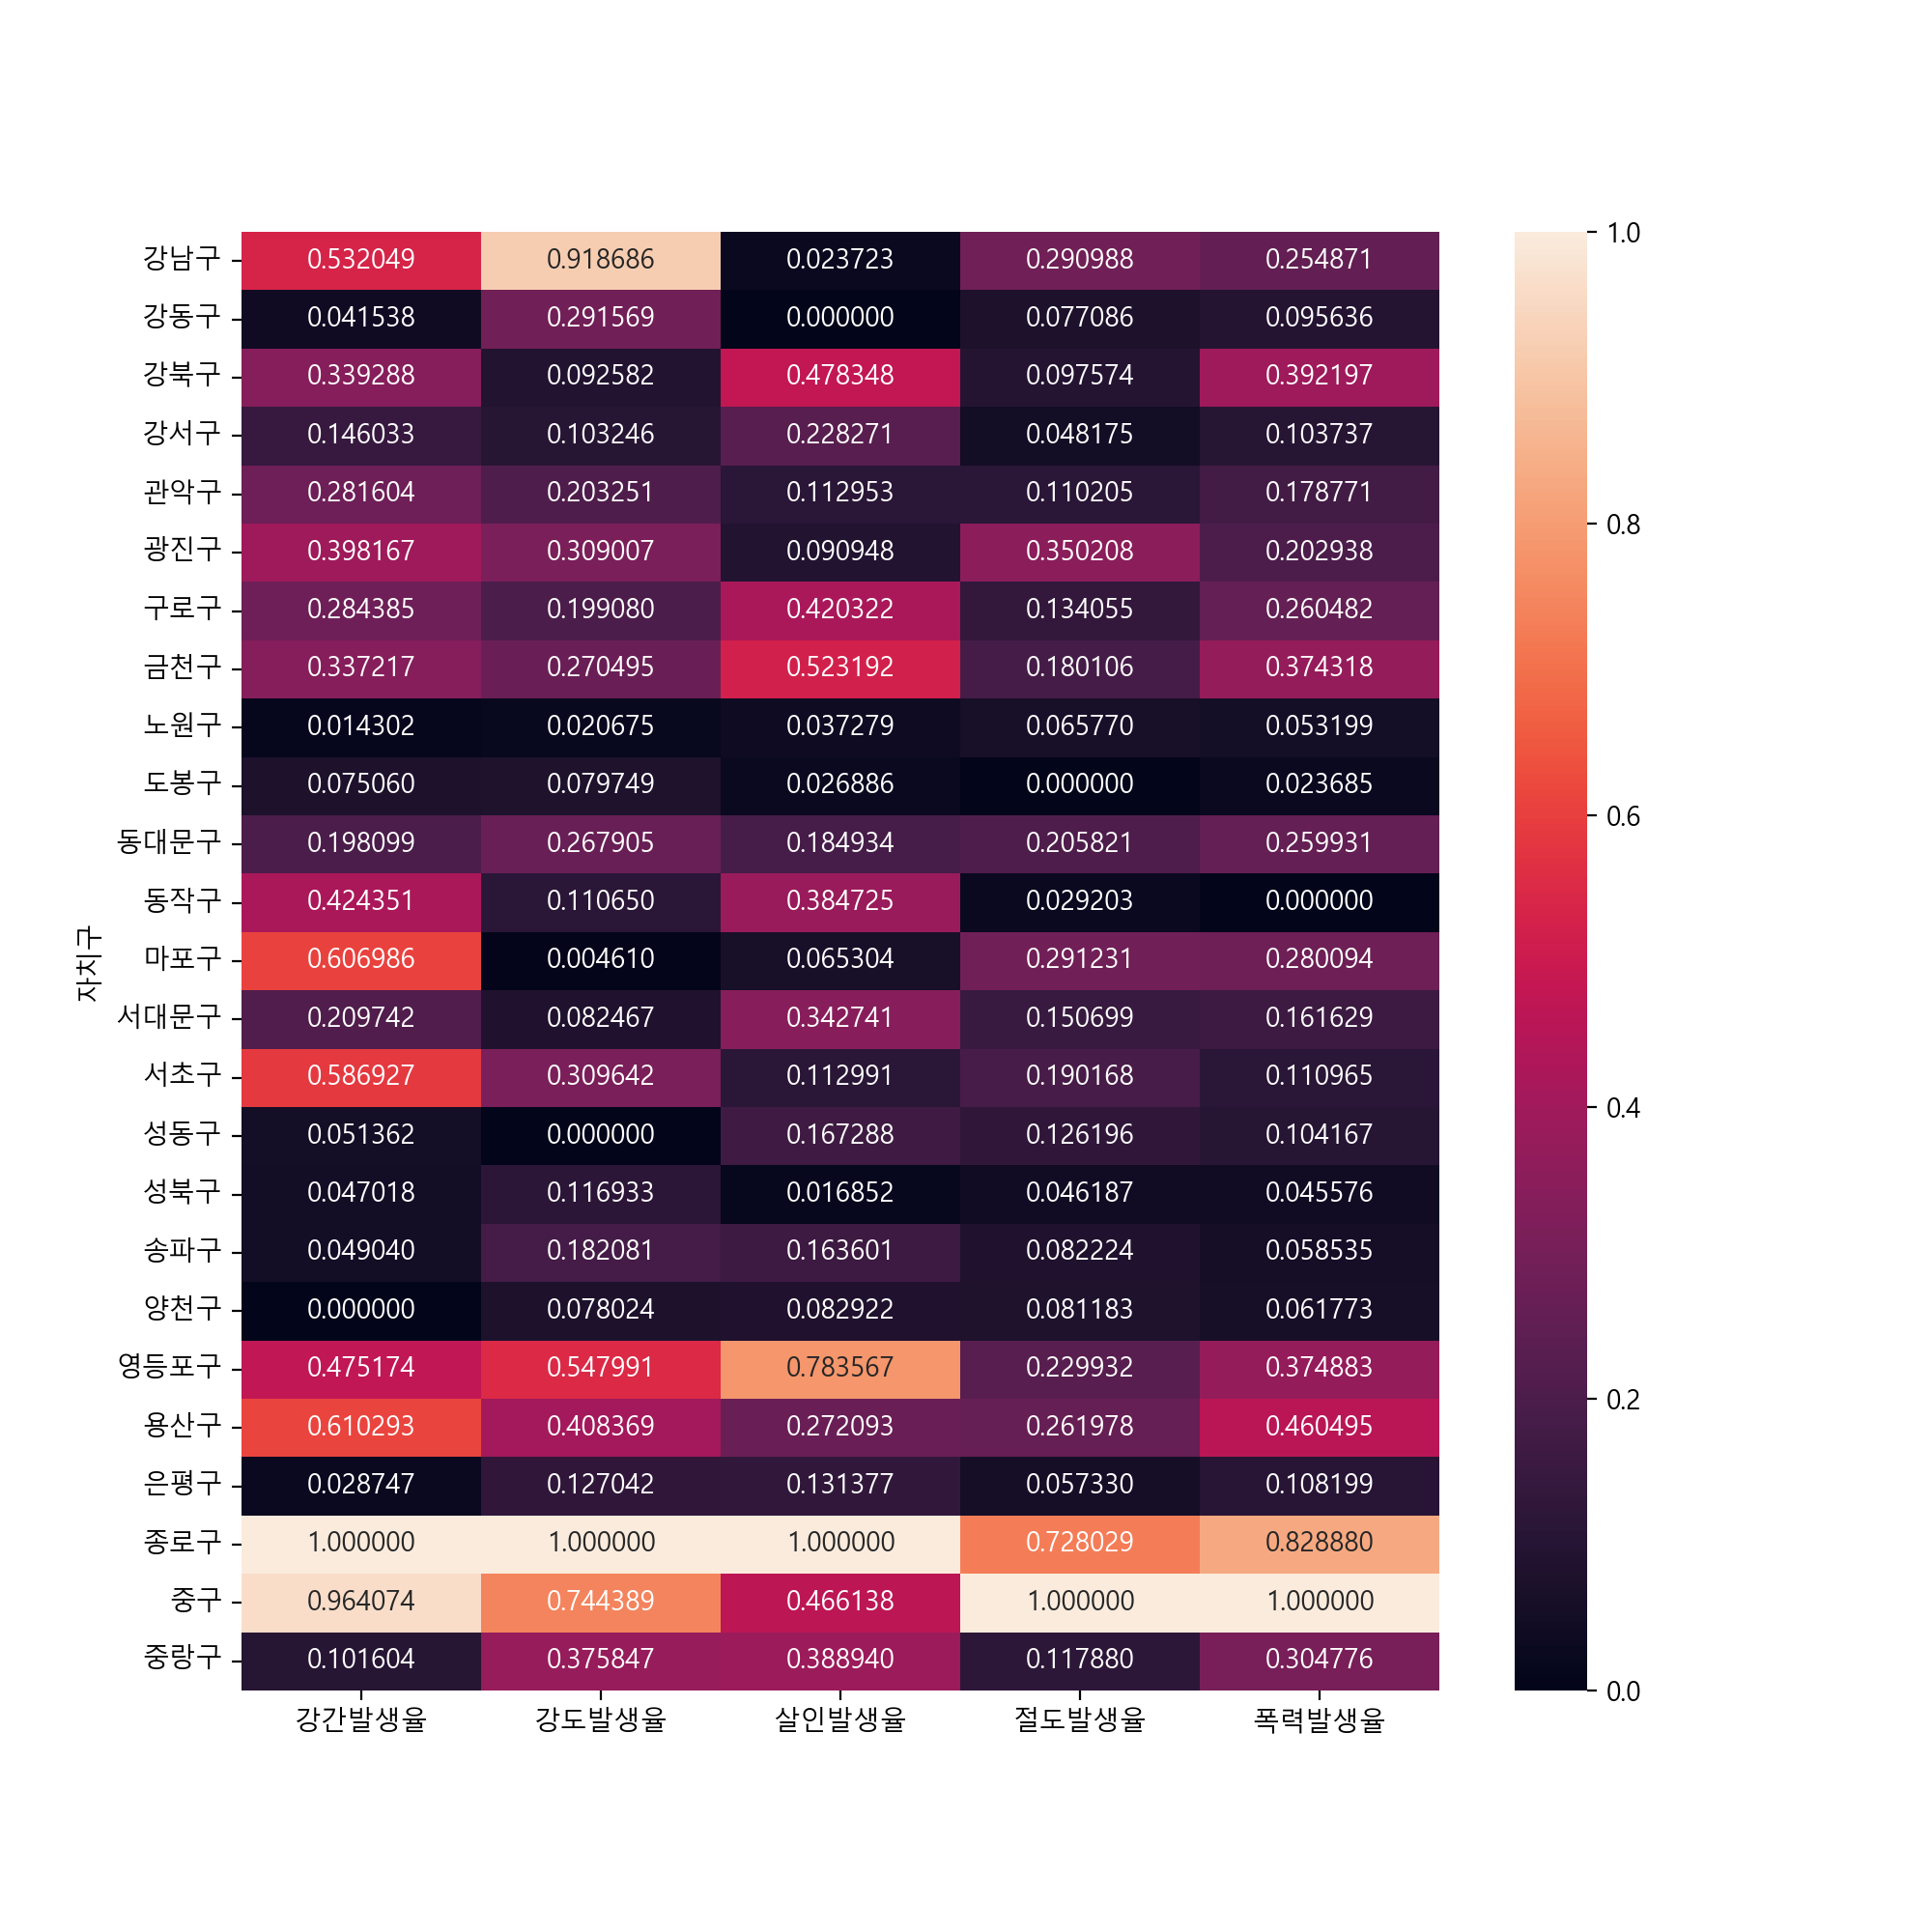 강남구 0.532049 0.918686 0.023723 0.290988 0.254871
강동구 0.041538 0.291569 0.000000 0.077086 0.095636
강북구 0.339288 0.092582 0.478348 0.097574 0.392197
강서구 0.146033 0.103246 0.228271 0.048175 0.103737
관악구 0.281604 0.203251 0.112953 0.110205 0.178771
광진구 0.398167 0.309007 0.090948 0.350208 0.202938
구로구 0.284385 0.199080 0.420322 0.134055 0.260482
금천구 0.337217 0.270495 0.523192 0.180106 0.374318
노원구 0.014302 0.020675 0.037279 0.065770 0.053199
도봉구 0.075060 0.079749 0.026886 0.000000 0.023685
동대문구 0.198099 0.267905 0.184934 0.205821 0.259931
동작구 0.424351 0.110650 0.384725 0.029203 0.000000
마포구 0.606986 0.004610 0.065304 0.291231 0.280094
서대문구 0.209742 0.082467 0.342741 0.150699 0.161629
서초구 0.586927 0.309642 0.112991 0.190168 0.110965
성동구 0.051362 0.000000 0.167288 0.126196 0.104167
성북구 0.047018 0.116933 0.016852 0.046187 0.045576
송파구 0.049040 0.182081 0.163601 0.082224 0.058535
양천구 0.000000 0.078024 0.082922 0.081183 0.061773
영등포구 0.475174 0.547991 0.783567 0.229932 0.374883
용산구 0.610293 0.408369 0.272093 0.261978 0.460495
은평구 0.028747 0.127042 0.131377 0.057330 0.108199
종로구 1.000000 1.000000 1.000000 0.728029 0.828880
중구 0.964074 0.744389 0.466138 1.000000 1.000000
중랑구 0.101604 0.375847 0.388940 0.117880 0.304776
강간발생율 강도발생율 살인발생율 절도발생율 폭력발생율
자치구
1.0
0.8
0.6
0.4
0.2
0.0